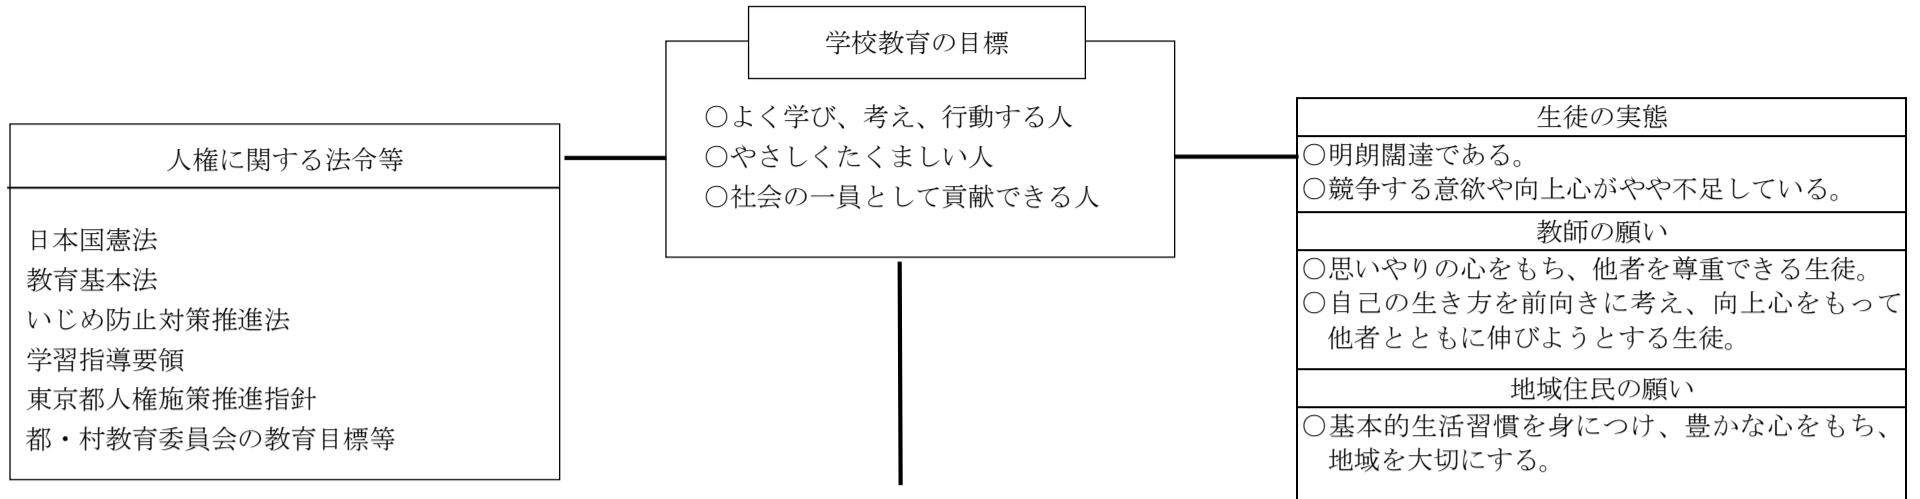 学校教育の目標
○よく学び、考え、行動する人
○やさしくたくましい人
○社会の一員として貢献できる人
人権に関する法令等
日本国憲法
教育基本法
いじめ防止対策推進法
学習指導要領
東京都人権施策推進指針
都・村教育委員会の教育目標等
生徒の実態
○明朗闊達である。
○競争する意欲や向上心がやや不足している。
教師の願い
○思いやりの心をもち、他者を尊重できる生徒。
○自己の生き方を前向きに考え、向上心をもって
他者とともに伸びようとする生徒。
地域住民の願い
○基本的生活習慣を身につけ、豊かな心をもち、
地域を大切にする。